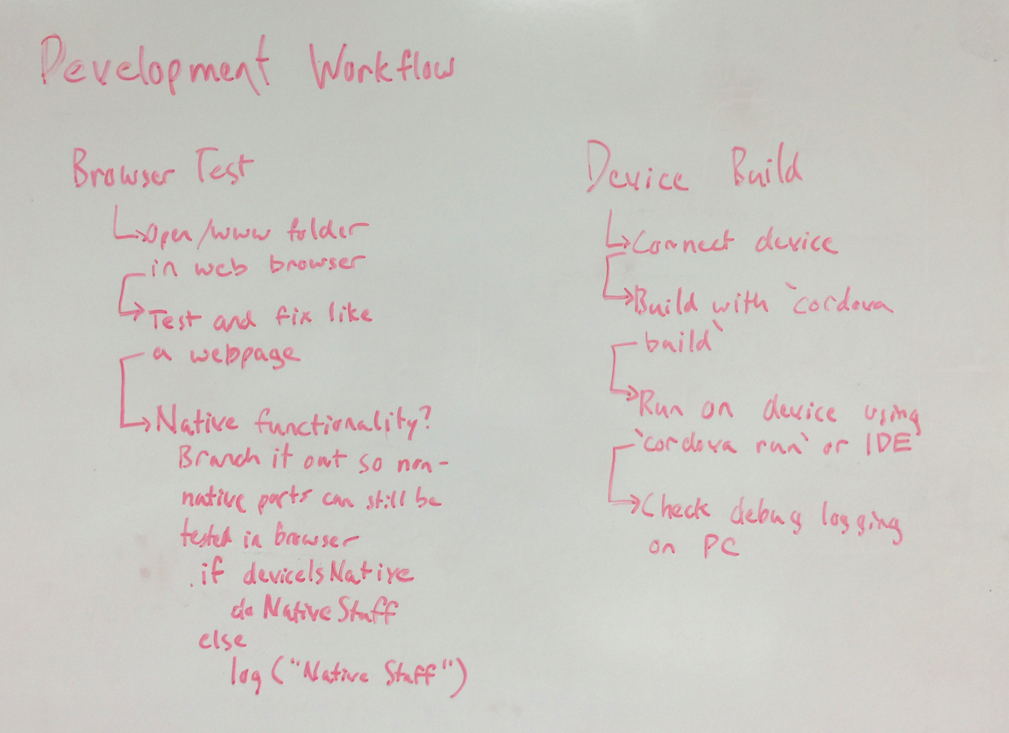 Development Workflow
Browser Test
Open /www folder
in web browser
Test and fix like
a webpage
Native functionality?
Branch it out so non-
native parts can still be
tested in browser
if deviceIsNative
do NativeStuff
else
log ("Native Stuff")
Device Build
Connect device
Build with `cordova
build`
Run on device using
`cordova run` or IDE
Check debug logging
on PC